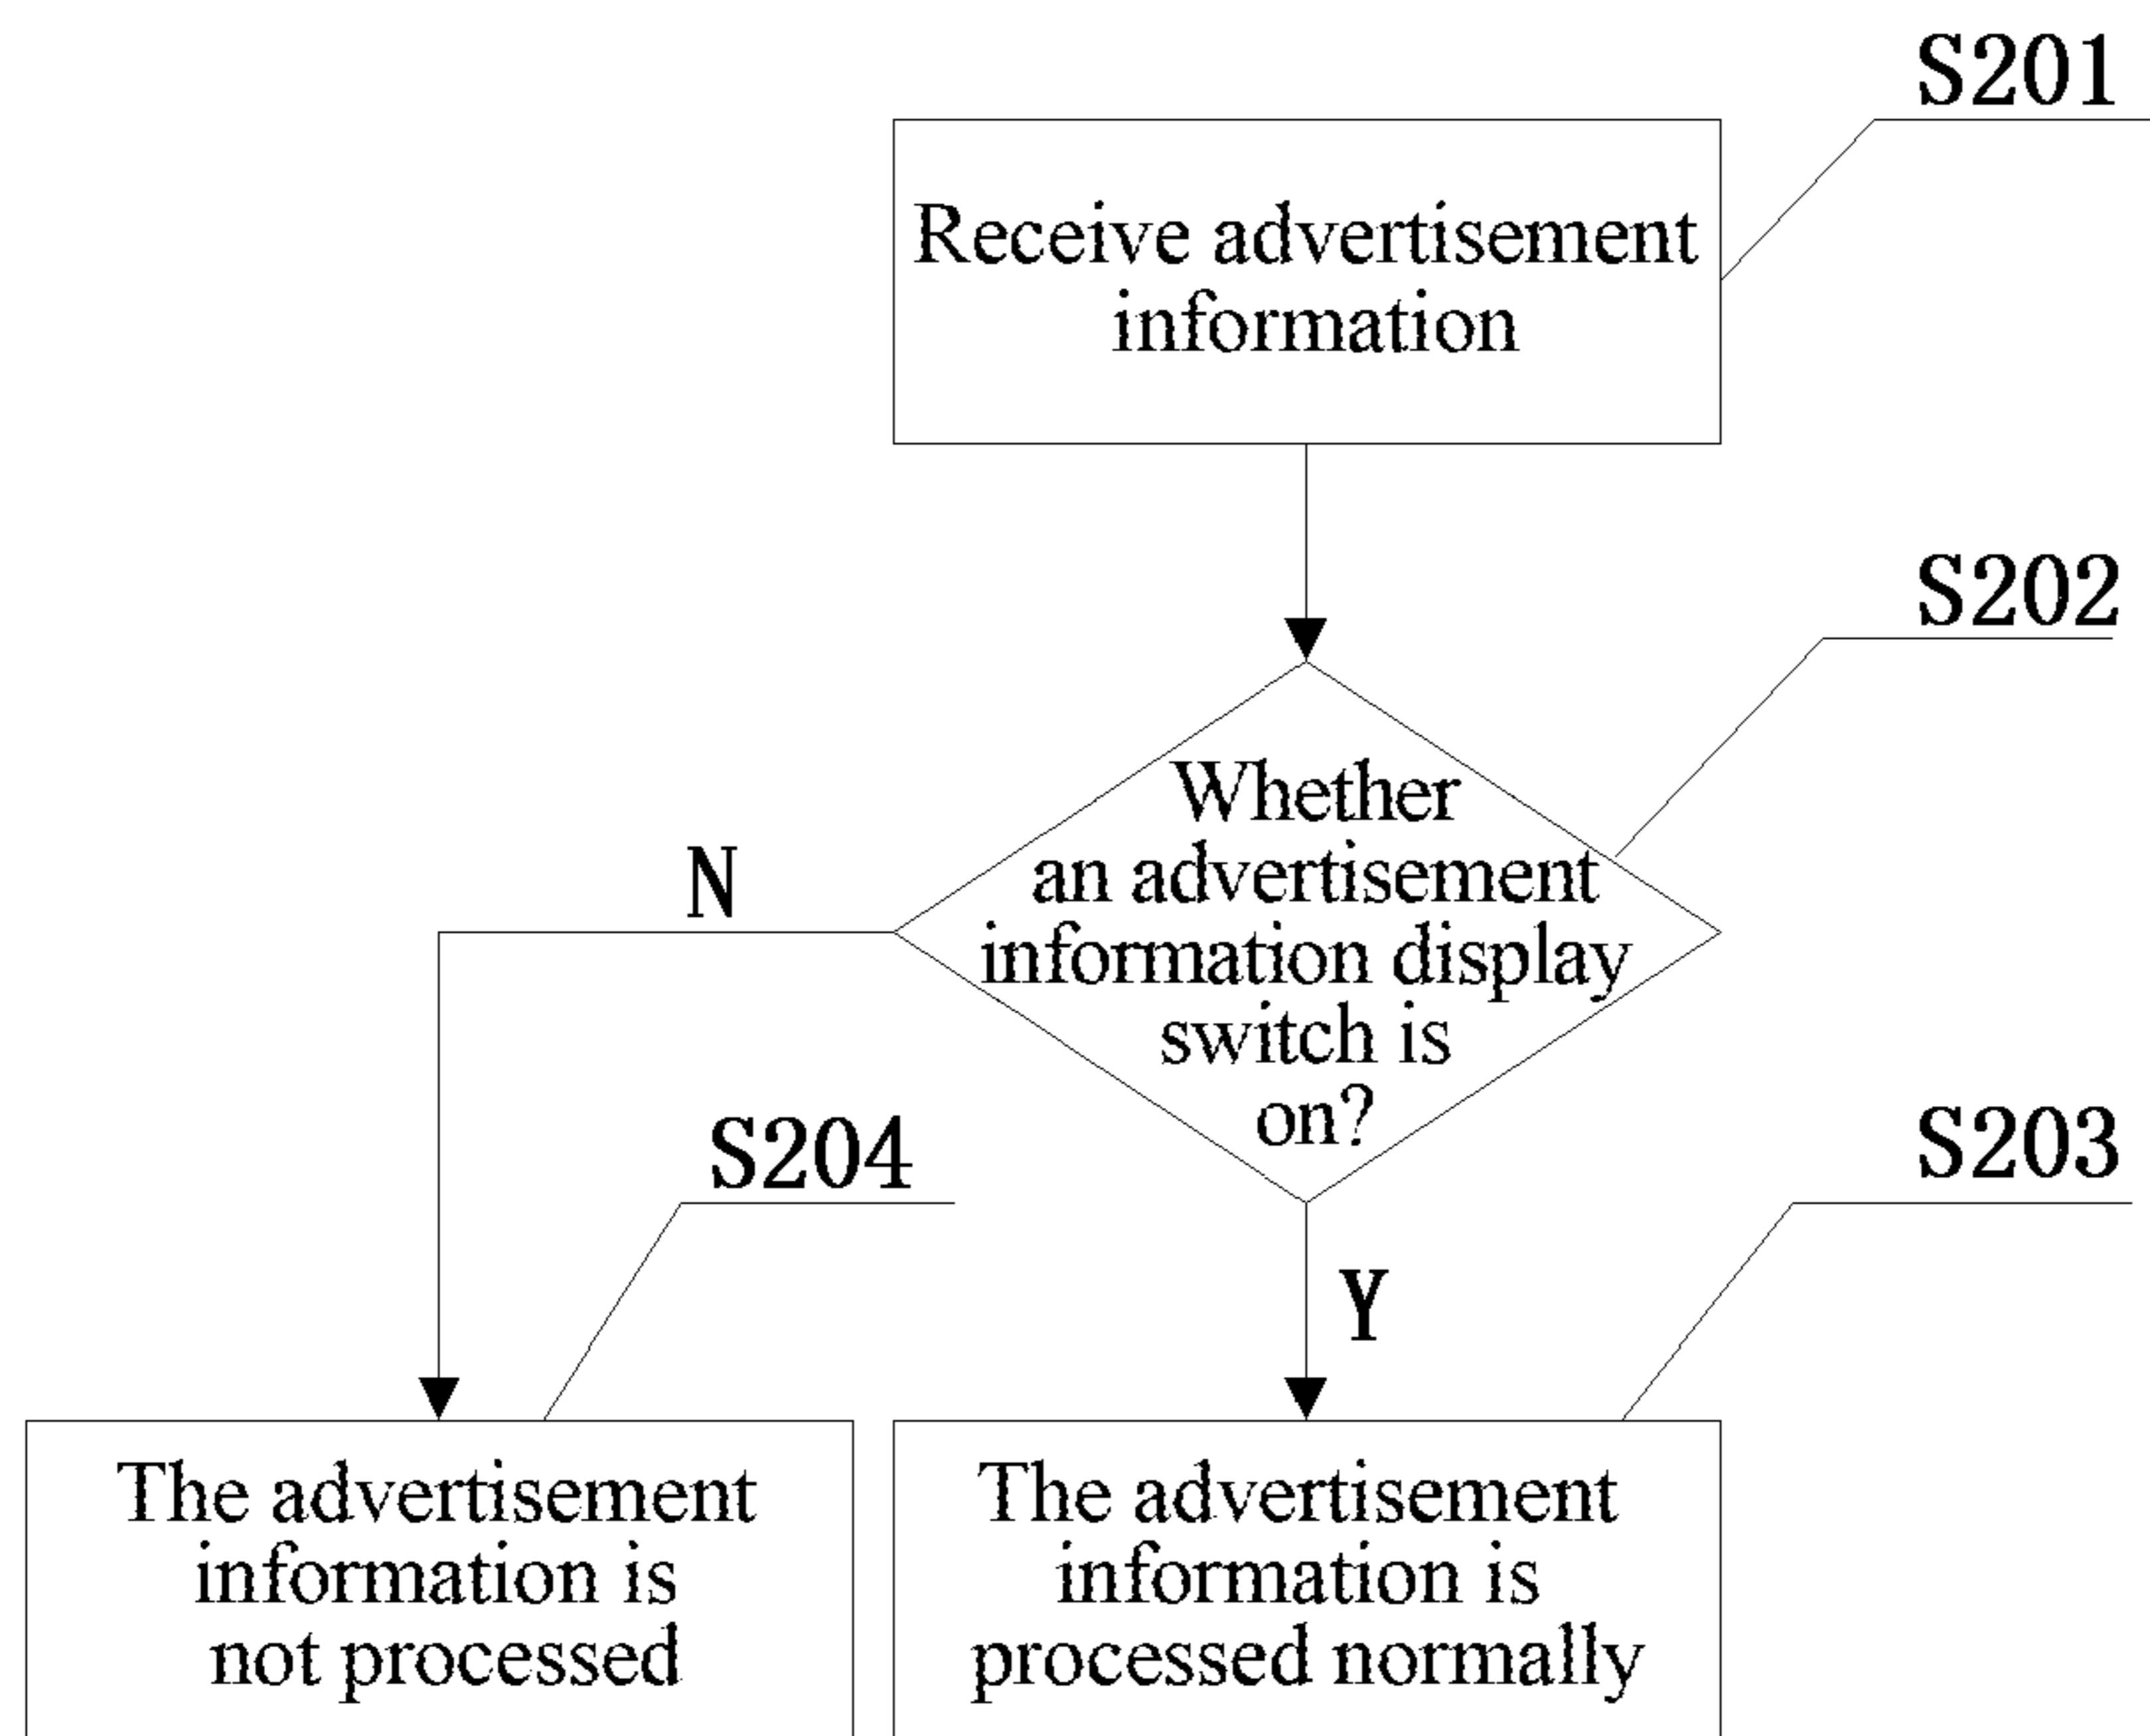 S201
Receive advertisement
information
S202
Whether
an advertisement
information display
switch is
on?
N
S204
S203
Y
The advertisement
information is
not processed
The advertisement
information is
processed normally